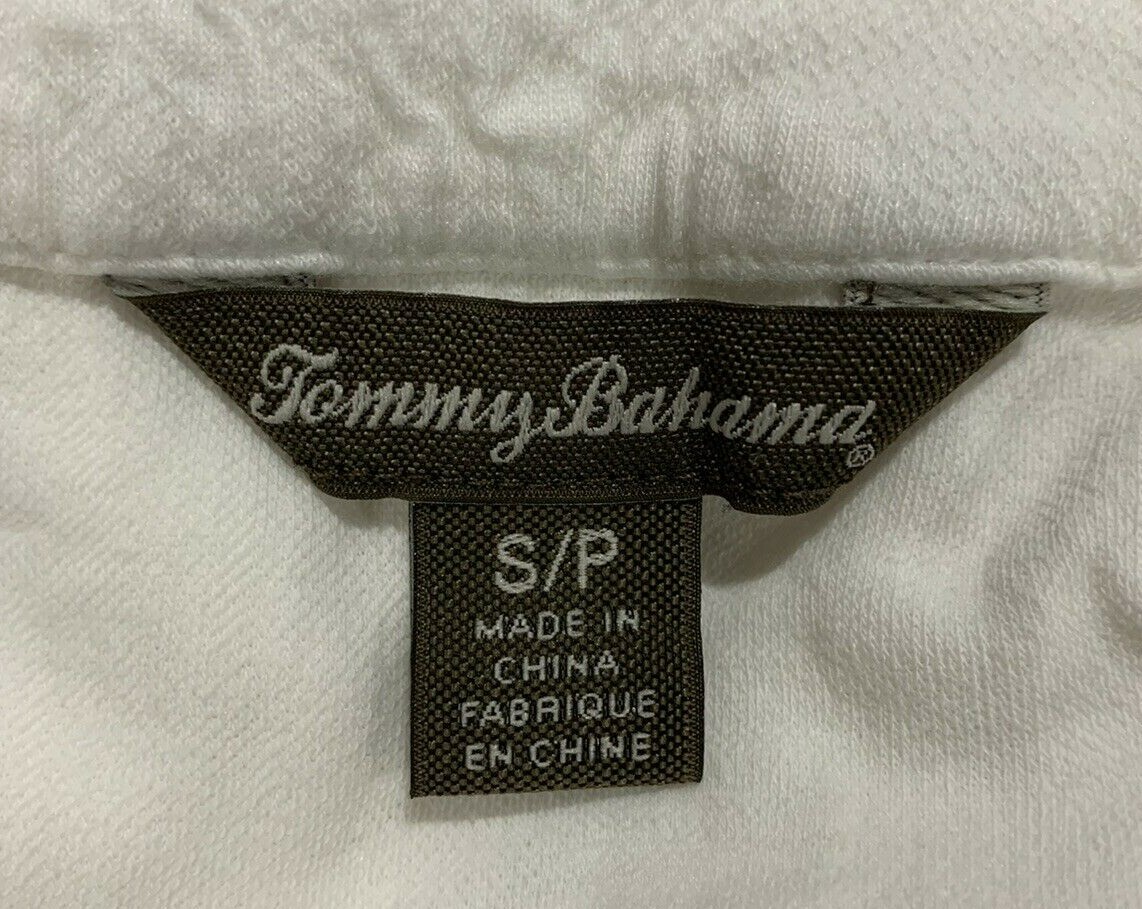 Tommy Bahama®
S/P
MADE IN
CHINA
FABRIQUE
EN CHINE